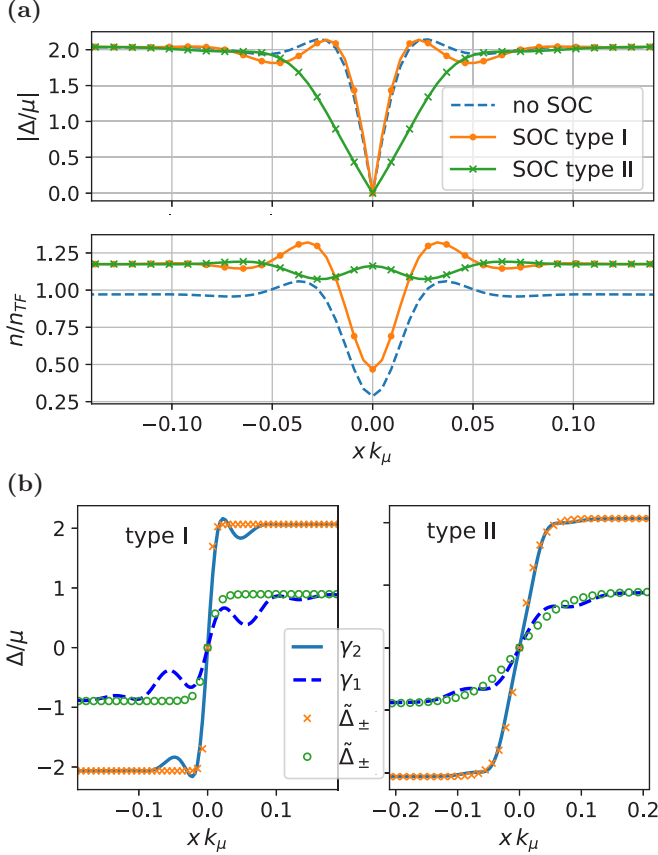 (a)
|Δ/μ|
2.0
1.5
1.0
0.5
0.0
no SOC
SOC type I
SOC type II
n/n_TF
1.25
1.00
0.75
0.50
0.25
−0.10 −0.05 0.00 0.05 0.10
x k_μ
(b)
Δ/μ
2
1
0
−1
−2
type I
type II
γ₂
γ₁
Δ̃±
Δ̃±
−0.1 0.0 0.1
−0.2 −0.1 0.0 0.1 0.2
x k_μ
x k_μ